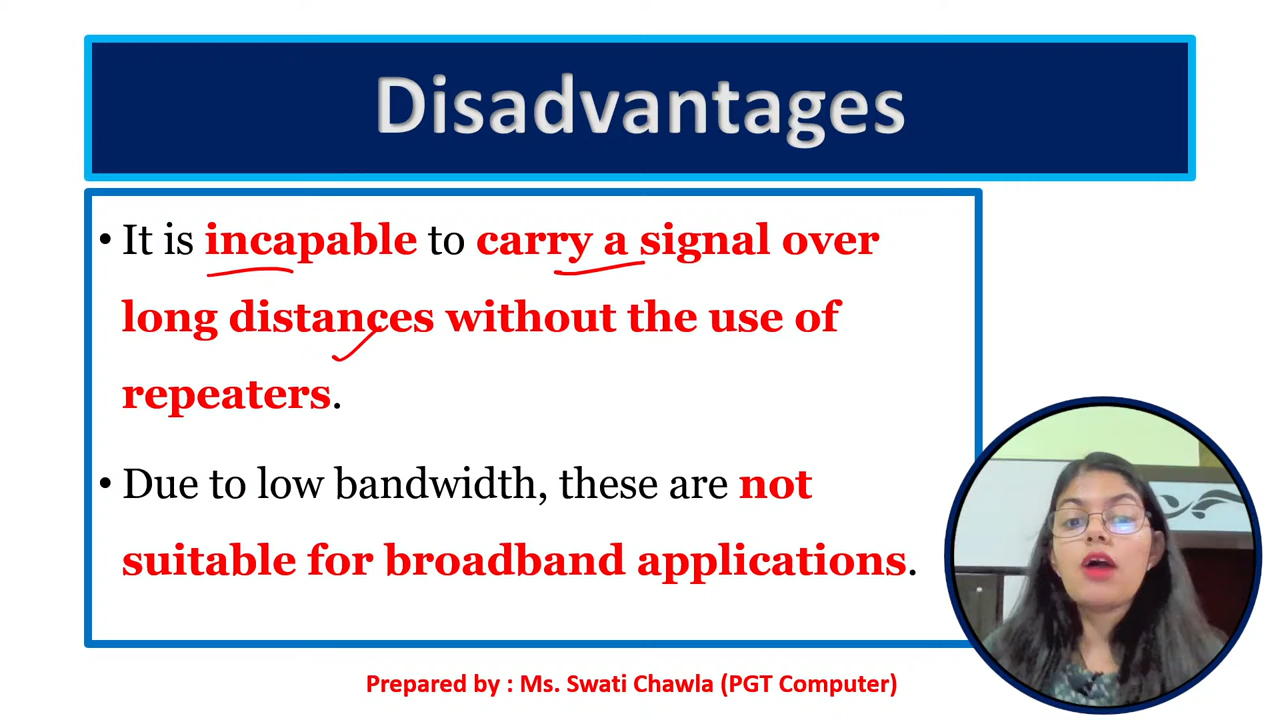 Disadvantages
• It is incapable to carry a signal over
long distances without the use of
repeaters.
• Due to low bandwidth, these are not
suitable for broadband applications.
Prepared by : Ms. Swati Chawla (PGT Computer)